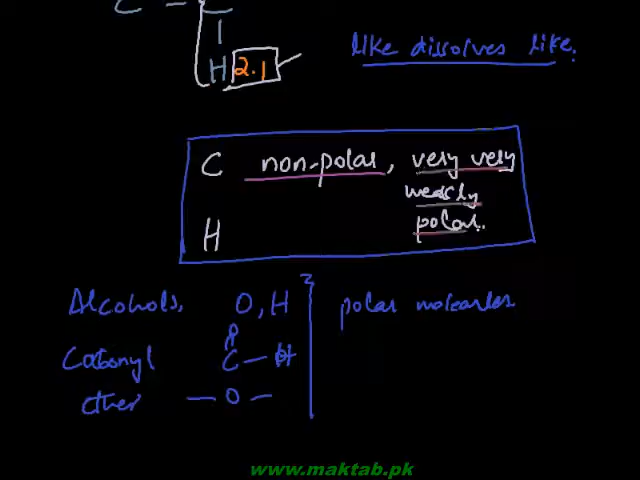 C – C
H 2.1
like dissolves like.
C non-polar, very very
weakly
H polar.
Alcohols, O, H polar molecules
O
Carbonyl C — H
ether — O —
www.maktab.pk